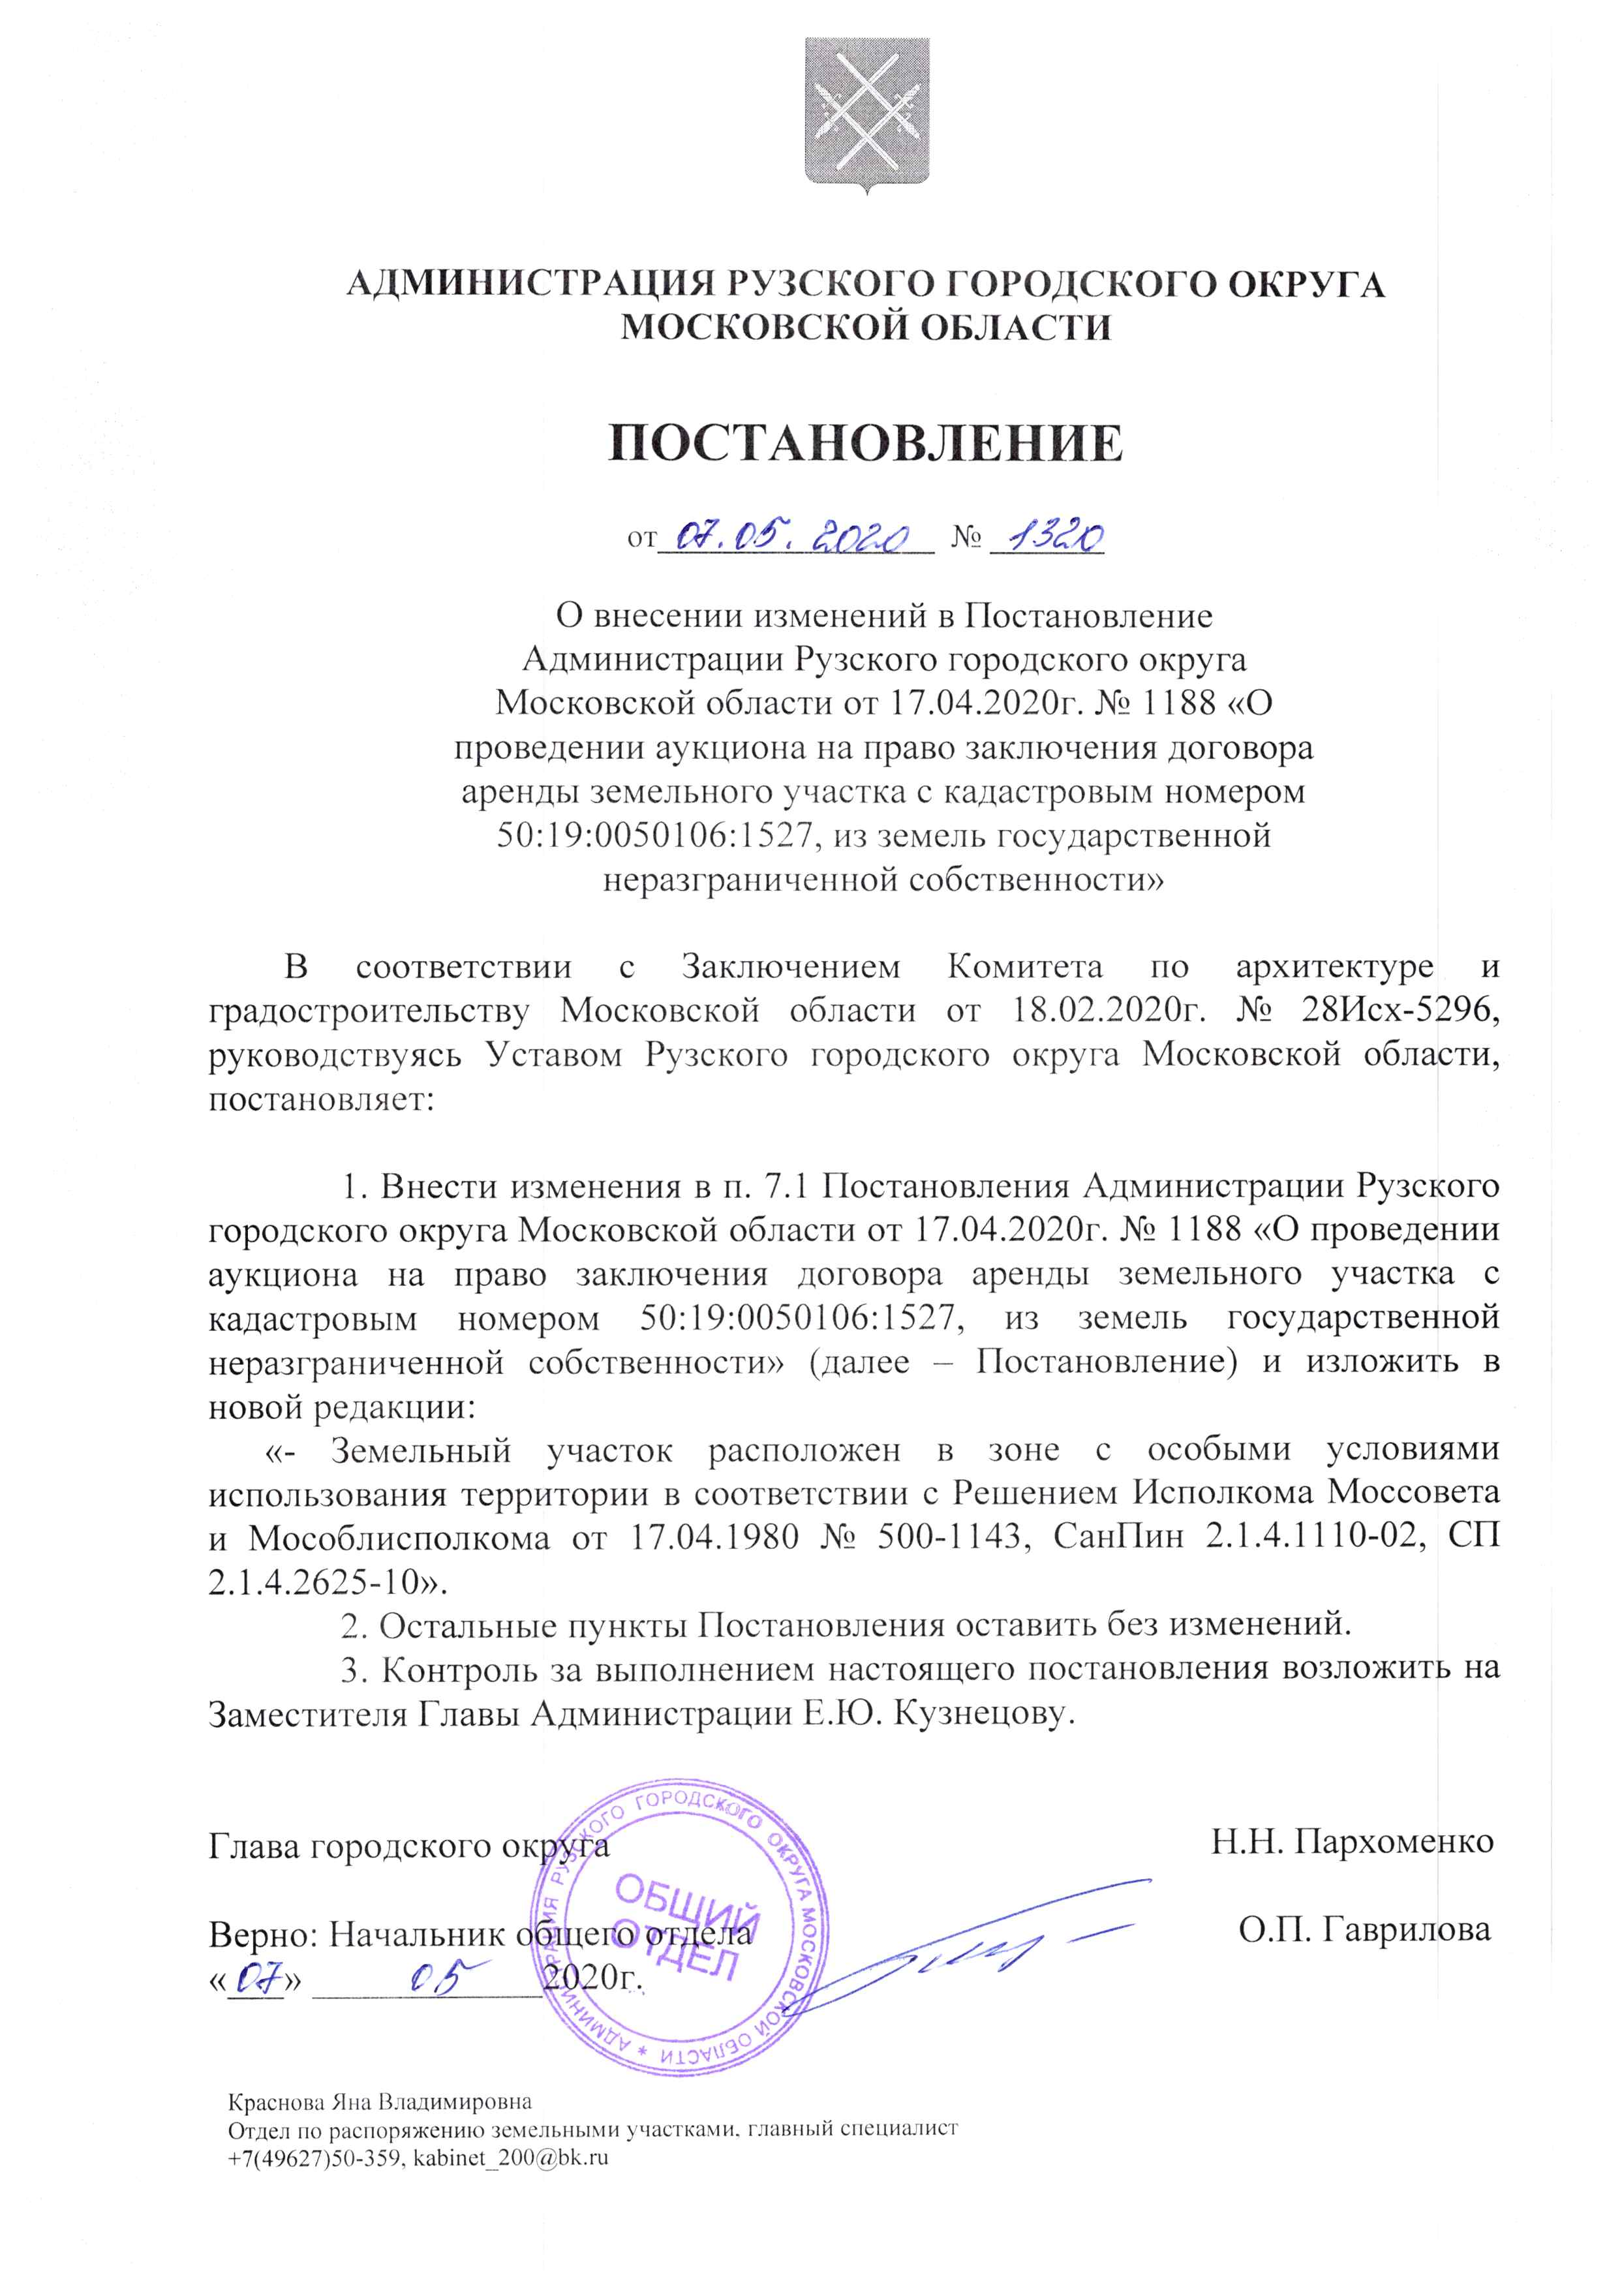 АДМИНИСТРАЦИЯ РУЗСКОГО ГОРОДСКОГО ОКРУГА
МОСКОВСКОЙ ОБЛАСТИ
ПОСТАНОВЛЕНИЕ
от 07.05.2020 № 1320
О внесении изменений в Постановление
Администрации Рузского городского округа
Московской области от 17.04.2020г. № 1188 «О
проведении аукциона на право заключения договора
аренды земельного участка с кадастровым номером
50:19:0050106:1527, из земель государственной
неразграниченной собственности»
В соответствии с Заключением Комитета по архитектуре и
градостроительству Московской области от 18.02.2020г. № 28Исх-5296,
руководствуясь Уставом Рузского городского округа Московской области,
постановляет:
1. Внести изменения в п. 7.1 Постановления Администрации Рузского
городского округа Московской области от 17.04.2020г. № 1188 «О проведении
аукциона на право заключения договора аренды земельного участка с
кадастровым номером 50:19:0050106:1527, из земель государственной
неразграниченной собственности» (далее – Постановление) и изложить в
новой редакции:
«- Земельный участок расположен в зоне с особыми условиями
использования территории в соответствии с Решением Исполкома Моссовета
и Мособлисполкома от 17.04.1980 № 500-1143, СанПин 2.1.4.1110-02, СП
2.1.4.2625-10».
2. Остальные пункты Постановления оставить без изменений.
3. Контроль за выполнением настоящего постановления возложить на
Заместителя Главы Администрации Е.Ю. Кузнецову.
Глава городского округа Н.Н. Пархоменко
Верно: Начальник общего отдела О.П. Гаврилова
«07» 05 2020г.
АДМИНИСТРАЦИЯ РУЗСКОГО ГОРОДСКОГО ОКРУГА МОСКОВСКОЙ ОБЛАСТИ *
ОБЩИЙ
ОТДЕЛ
Краснова Яна Владимировна
Отдел по распоряжению земельными участками, главный специалист
+7(49627)50-359, kabinet_200@bk.ru